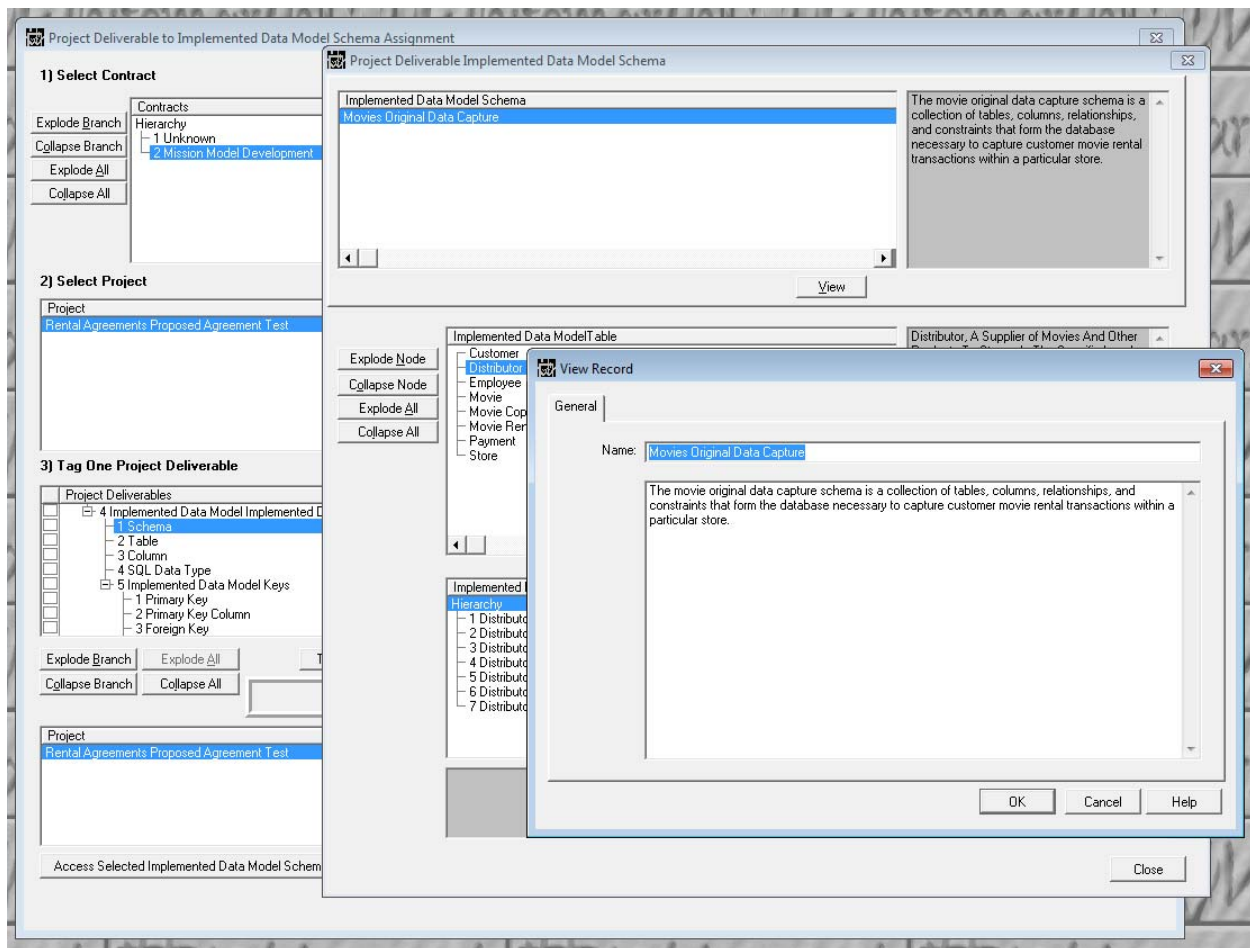 Project Deliverable to Implemented Data Model Schema Assignment
1) Select Contract
Contracts
Explode Branch
Collapse Branch
Explode All
Collapse All
Hierarchy
1 Unknown
2 Mission Model Development
2) Select Project
Project
Rental Agreements Proposed Agreement Test
3) Tag One Project Deliverable
Project Deliverables
4 Implemented Data Model Implemented
1 Schema
2 Table
3 Column
4 SQL Data Type
5 Implemented Data Model Keys
1 Primary Key
2 Primary Key Column
3 Foreign Key
Explode Branch
Explode All
Collapse Branch
Collapse All
Project
Rental Agreements Proposed Agreement Test
Access Selected Implemented Data Model Schem
Project Deliverable Implemented Data Model Schema
Implemented Data Model Schema
Movies Original Data Capture
The movie original data capture schema is a
collection of tables, columns, relationships,
and constraints that form the database
necessary to capture customer movie rental
transactions within a particular store.
View
Explode Node
Collapse Node
Explode All
Collapse All
Implemented Data ModelTable
Customer
Distributor
Employee
Movie
Movie Cop
Movie Ren
Payment
Store
Distributor, A Supplier of Movies And Other
Implemented
Hierarchy
1 Distributo
2 Distributo
3 Distributo
4 Distributo
5 Distributo
6 Distributo
7 Distributo
View Record
General
Name: Movies Original Data Capture
The movie original data capture schema is a collection of tables, columns, relationships, and
constraints that form the database necessary to capture customer movie rental transactions within a
particular store.
OK
Cancel
Help
Close